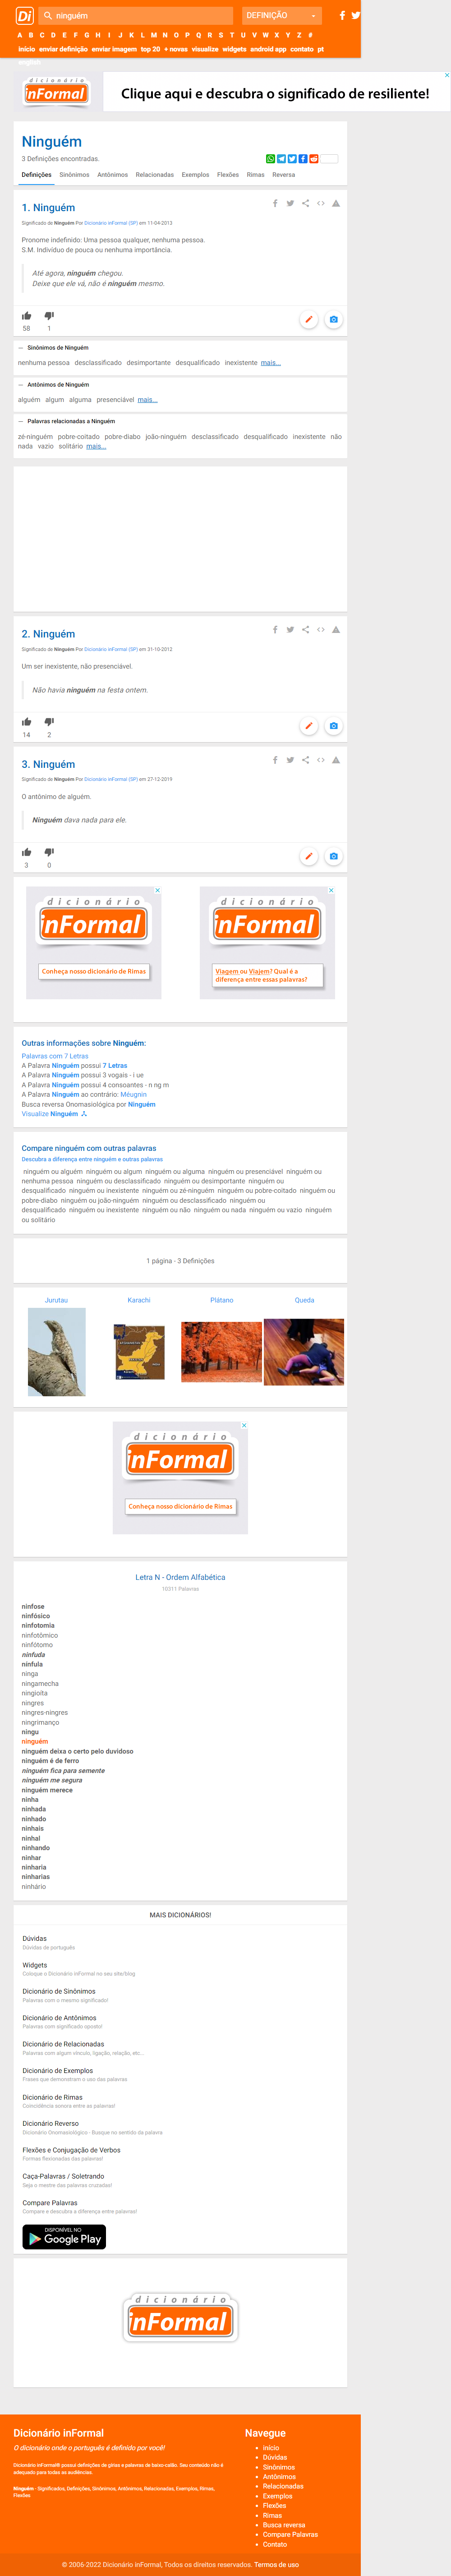 Di
ninguém
DEFINIÇÃO
A B C D E F G H I J K L M N O P Q R S T U V W X Y Z #
início enviar definição enviar imagem top 20 + novas visualize widgets android app contato pt
english
dicionário
inFormal
Clique aqui e descubra o significado de resiliente!
Ninguém
3 Definições encontradas.
Definições Sinônimos Antônimos Relacionadas Exemplos Flexões Rimas Reversa
1. Ninguém
Significado de Ninguém Por Dicionário inFormal (SP) em 11-04-2013
Pronome indefinido: Uma pessoa qualquer, nenhuma pessoa.
S.M. Indivíduo de pouca ou nenhuma importância.
Até agora, ninguém chegou.
Deixe que ele vá, não é ninguém mesmo.
58 1
Sinônimos de Ninguém
nenhuma pessoa desclassificado desimportante desqualificado inexistente mais...
Antônimos de Ninguém
alguém algum alguma presenciável mais...
Palavras relacionadas a Ninguém
zé-ninguém pobre-coitado pobre-diabo joão-ninguém desclassificado desqualificado inexistente não
nada vazio solitário mais...
2. Ninguém
Significado de Ninguém Por Dicionário inFormal (SP) em 31-10-2012
Um ser inexistente, não presenciável.
Não havia ninguém na festa ontem.
14 2
3. Ninguém
Significado de Ninguém Por Dicionário inFormal (SP) em 27-12-2019
O antônimo de alguém.
Ninguém dava nada para ele.
3 0
dicionário
inFormal
Conheça nosso dicionário de Rimas
dicionário
inFormal
Viagem ou Viajem? Qual é a
diferença entre essas palavras?
Outras informações sobre Ninguém:
Palavras com 7 Letras
A Palavra Ninguém possui 7 Letras
A Palavra Ninguém possui 3 vogais - i ue
A Palavra Ninguém possui 4 consoantes - n ng m
A Palavra Ninguém ao contrário: Méugnin
Busca reversa Onomasiológica por Ninguém
Visualize Ninguém
Compare ninguém com outras palavras
Descubra a diferença entre ninguém e outras palavras
ninguém ou alguém ninguém ou algum ninguém ou alguma ninguém ou presenciável ninguém ou
nenhuma pessoa ninguém ou desclassificado ninguém ou desimportante ninguém ou
desqualificado ninguém ou inexistente ninguém ou zé-ninguém ninguém ou pobre-coitado ninguém ou
pobre-diabo ninguém ou joão-ninguém ninguém ou desclassificado ninguém ou
desqualificado ninguém ou inexistente ninguém ou não ninguém ou nada ninguém ou vazio ninguém
ou solitário
1 página - 3 Definições
Jurutau Karachi Plátano Queda
dicionário
inFormal
Conheça nosso dicionário de Rimas
Letra N - Ordem Alfabética
10311 Palavras
ninfose
ninfósico
ninfotomia
ninfotômico
ninfótomo
ninfuda
ninfula
ninga
ningamecha
ningioíta
ningres
ningres-ningres
ningrimanço
ningu
ninguém
ninguém deixa o certo pelo duvidoso
ninguém é de ferro
ninguém fica para semente
ninguém me segura
ninguém merece
ninha
ninhada
ninhado
ninhais
ninhal
ninhando
ninhar
ninharia
ninharias
ninhário
MAIS DICIONÁRIOS!
Dúvidas
Dúvidas de português
Widgets
Coloque o Dicionário inFormal no seu site/blog
Dicionário de Sinônimos
Palavras com o mesmo significado!
Dicionário de Antônimos
Palavras com significado oposto!
Dicionário de Relacionadas
Palavras com algum vínculo, ligação, relação, etc...
Dicionário de Exemplos
Frases que demonstram o uso das palavras
Dicionário de Rimas
Coincidência sonora entre as palavras!
Dicionário Reverso
Dicionário Onomasiológico - Busque no sentido da palavra
Flexões e Conjugação de Verbos
Formas flexionadas das palavras!
Caça-Palavras / Soletrando
Seja o mestre das palavras cruzadas!
Compare Palavras
Compare e descubra a diferença entre palavras!
DISPONÍVEL NO
Google Play
dicionário
inFormal
Dicionário inFormal
O dicionário onde o português é definido por você!
Dicionário inFormal® possui definições de gírias e palavras de baixo calão. Seu conteúdo não é
adequado para todas as audiências.
Ninguém - Significados, Definições, Sinônimos, Antônimos, Relacionadas, Exemplos, Rimas,
Flexões
Navegue
início
Dúvidas
Sinônimos
Antônimos
Relacionadas
Exemplos
Flexões
Rimas
Busca reversa
Compare Palavras
Contato
© 2006-2022 Dicionário inFormal, Todos os direitos reservados. Termos de uso